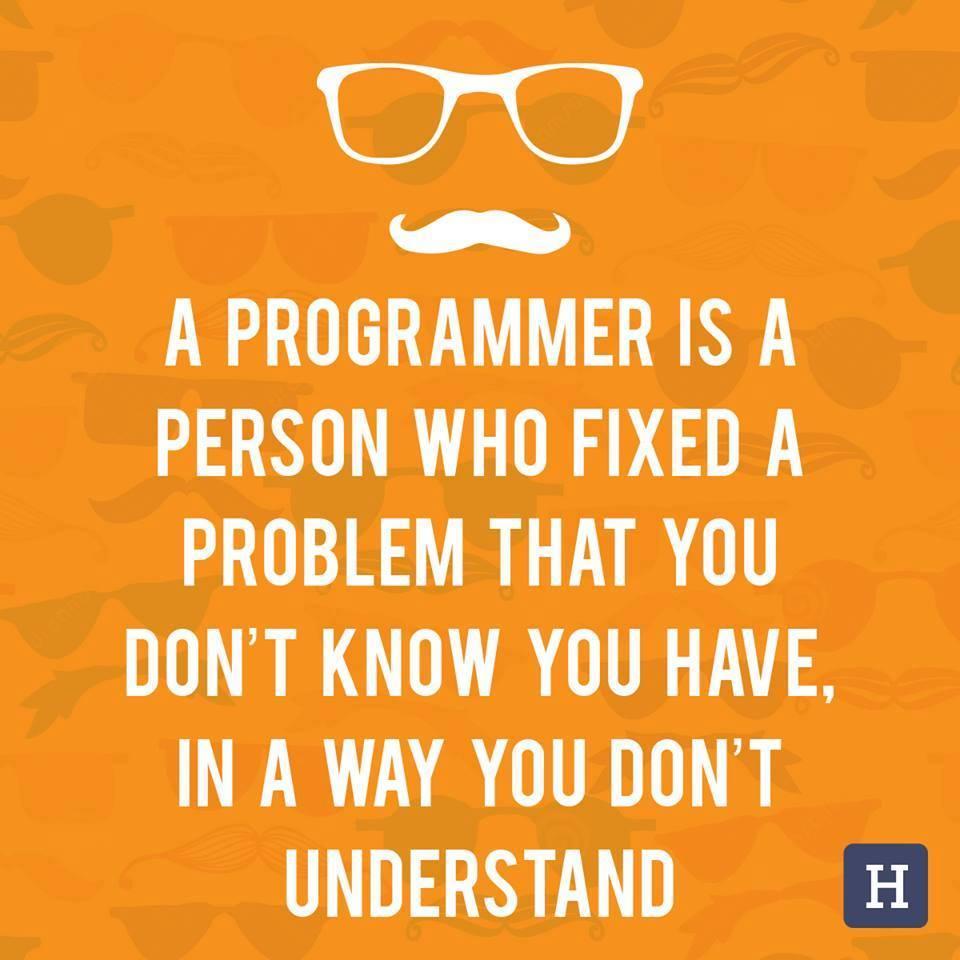 A PROGRAMMER IS A
PERSON WHO FIXED A
PROBLEM THAT YOU
DON'T KNOW YOU HAVE,
IN A WAY YOU DON'T
UNDERSTAND
H